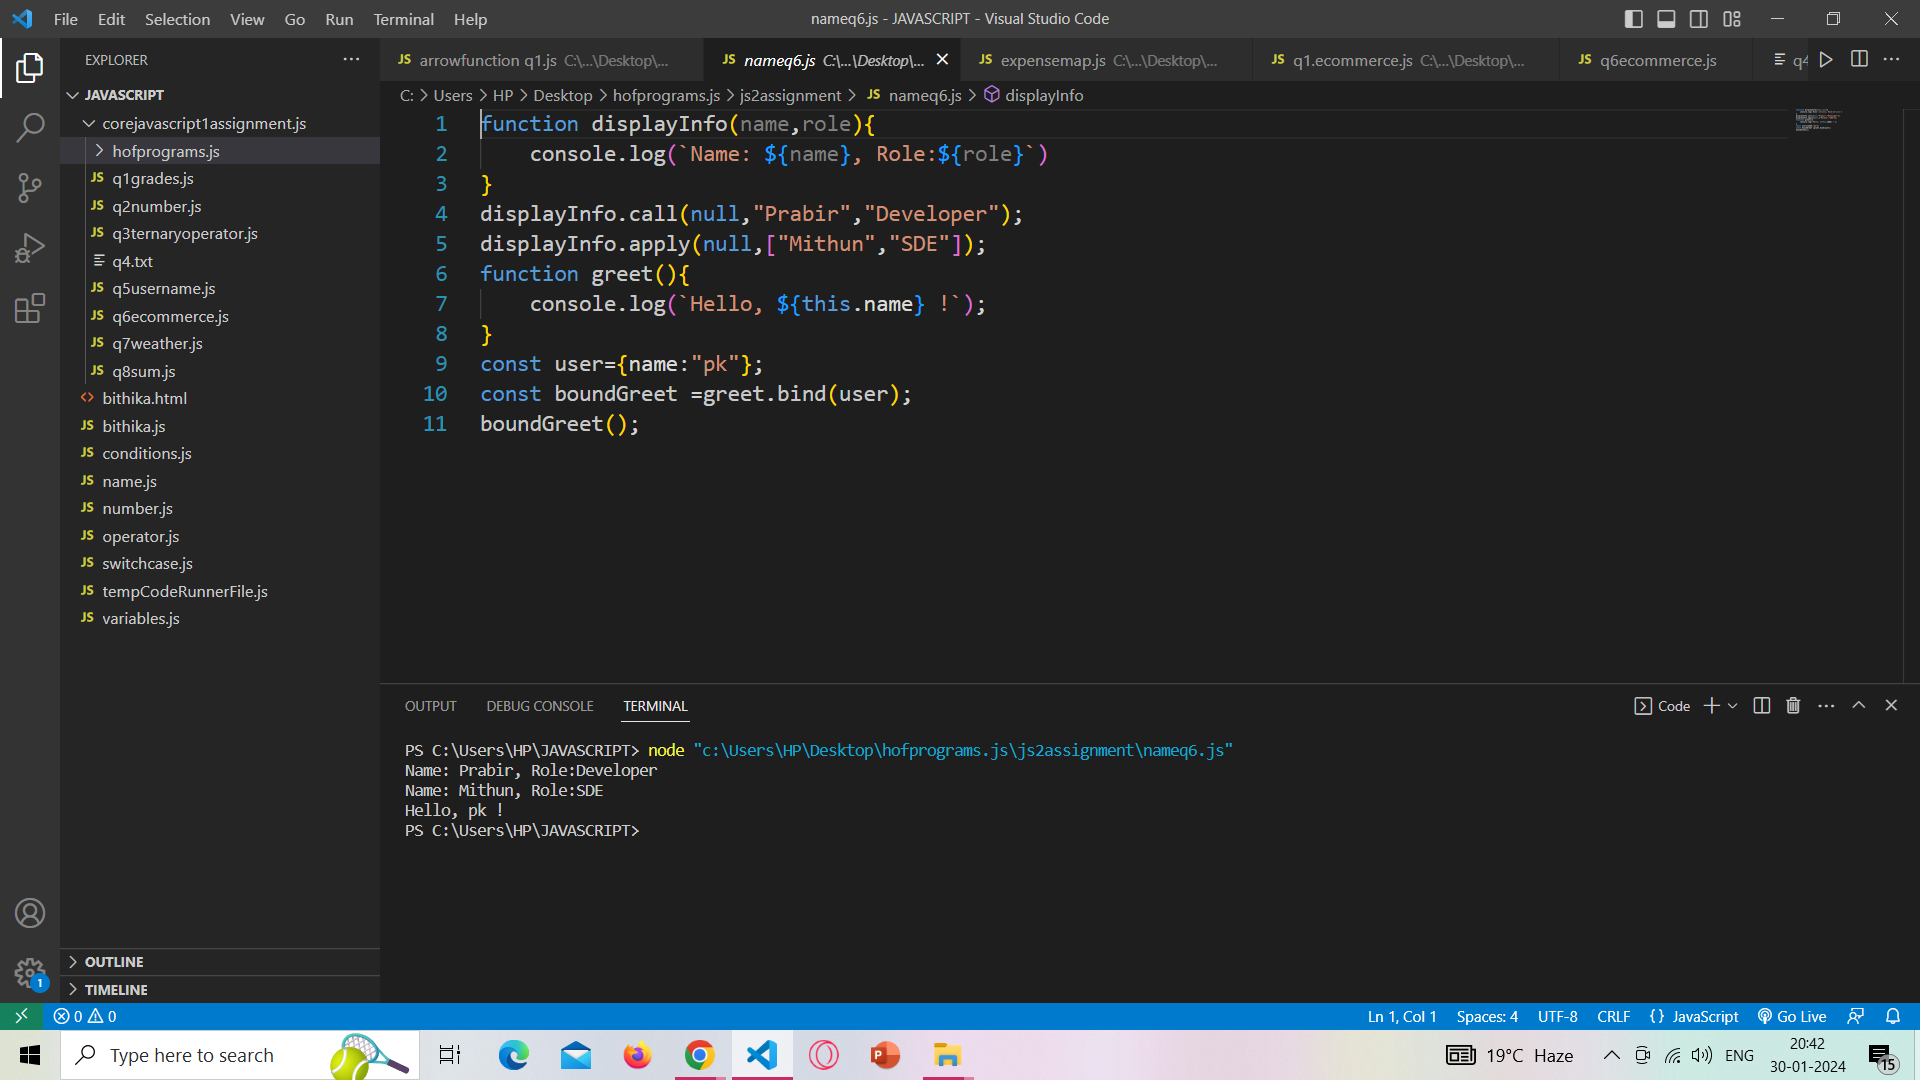 File Edit Selection View Go Run Terminal Help
nameq6.js - JAVASCRIPT - Visual Studio Code
EXPLORER
JAVASCRIPT
corejavascript1assignment.js
hofprograms.js
JS q1grades.js
JS q2number.js
JS q3ternaryoperator.js
q4.txt
JS q5username.js
JS q6ecommerce.js
JS q7weather.js
JS q8sum.js
<> bithika.html
JS bithika.js
JS conditions.js
JS name.js
JS number.js
JS operator.js
JS switchcase.js
JS tempCodeRunnerFile.js
JS variables.js
OUTLINE
TIMELINE
JS arrowfunction q1.js C:\...\Desktop\...
JS nameq6.js C:\...\Desktop\...
JS expensemap.js C:\...\Desktop\...
JS q1.ecommerce.js C:\...\Desktop\...
JS q6ecommerce.js
q4
C: > Users > HP > Desktop > hofprograms.js > js2assignment > JS nameq6.js > displayInfo
1 function displayInfo(name,role){
2     console.log(`Name: ${name}, Role:${role}`)
3 }
4 displayInfo.call(null,"Prabir","Developer");
5 displayInfo.apply(null,["Mithun","SDE"]);
6 function greet(){
7     console.log(`Hello, ${this.name} !`);
8 }
9 const user={name:"pk"};
10 const boundGreet =greet.bind(user);
11 boundGreet();
OUTPUT DEBUG CONSOLE TERMINAL
Code
PS C:\Users\HP\JAVASCRIPT> node "c:\Users\HP\Desktop\hofprograms.js\js2assignment\nameq6.js"
Name: Prabir, Role:Developer
Name: Mithun, Role:SDE
Hello, pk !
PS C:\Users\HP\JAVASCRIPT>
1
0 0
Ln 1, Col 1 Spaces: 4 UTF-8 CRLF {} JavaScript Go Live
Type here to search
19°C Haze
ENG
20:42
30-01-2024
15